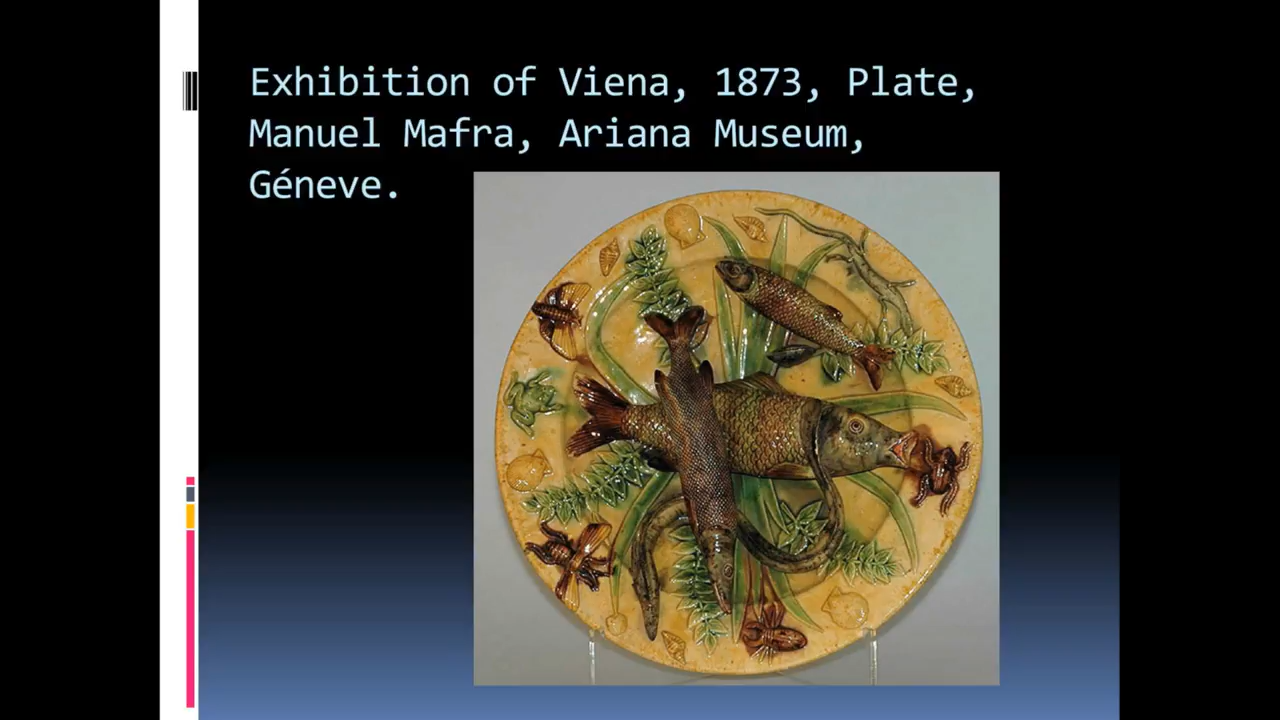 Exhibition of Viena, 1873, Plate,
Manuel Mafra, Ariana Museum,
Géneve.